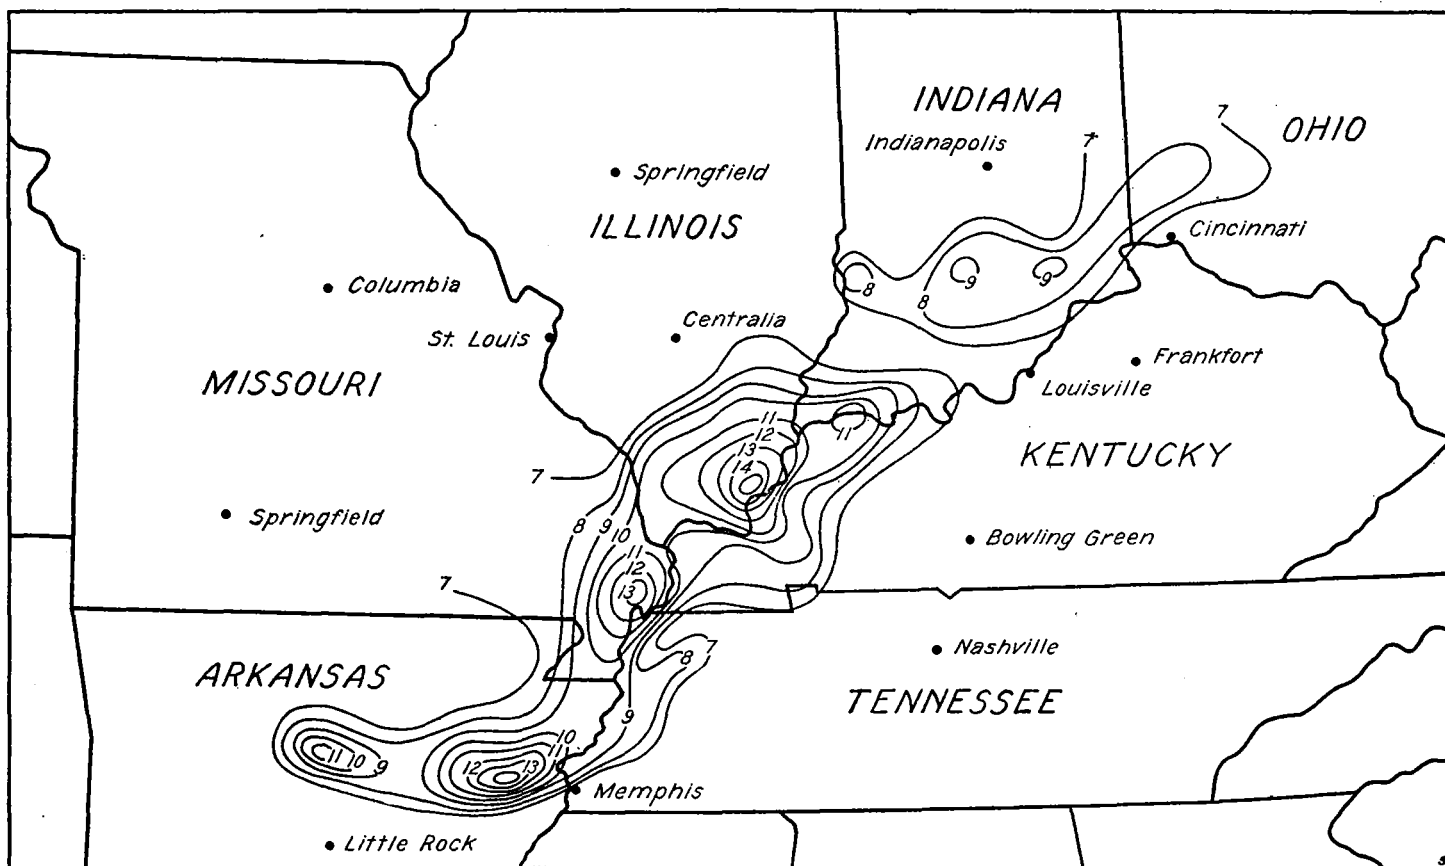 INDIANA
OHIO
Indianapolis
Springfield
ILLINOIS
Cincinnati
Columbia
St. Louis
Centralia
Frankfort
Louisville
MISSOURI
KENTUCKY
Springfield
Bowling Green
Nashville
ARKANSAS
TENNESSEE
Memphis
Little Rock
7
7
8
8
9
9
7
11
12
13
14
11
8
9
10
11
12
13
7
7
8
9
10
11
12
13
11
10
9